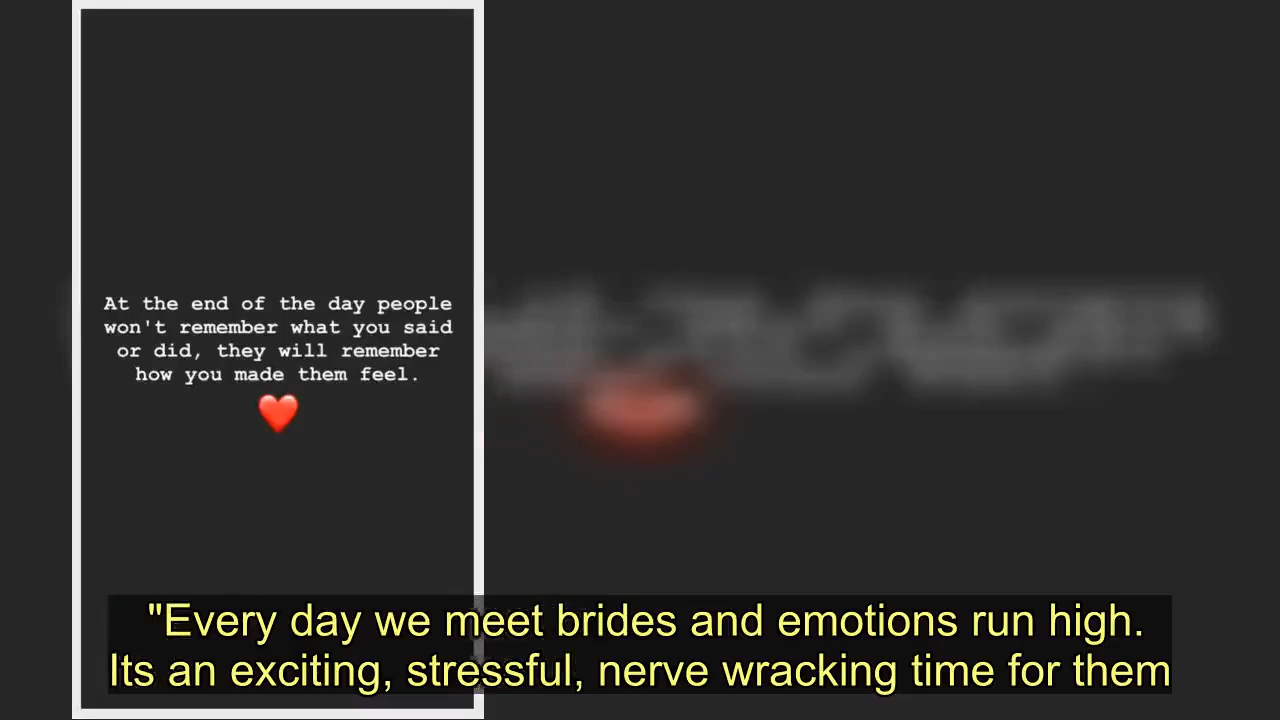 At the end of the day people
won't remember what you said
or did, they will remember
how you made them feel.
"Every day we meet brides and emotions run high.
Its an exciting, stressful, nerve wracking time for them